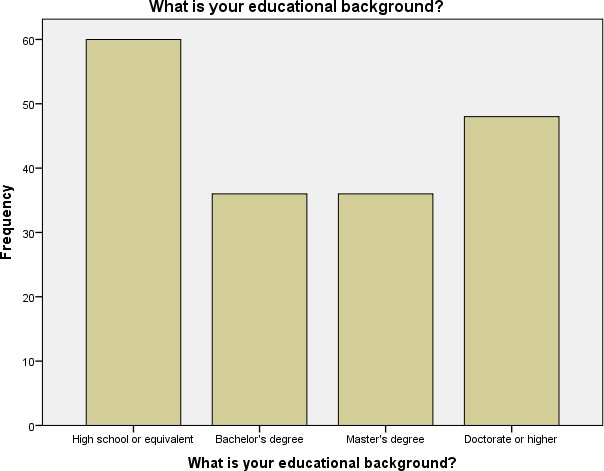 What is your educational background?
60
50
40
30
20
10
0
Frequency
High school or equivalent
Bachelor's degree
Master's degree
Doctorate or higher
What is your educational background?